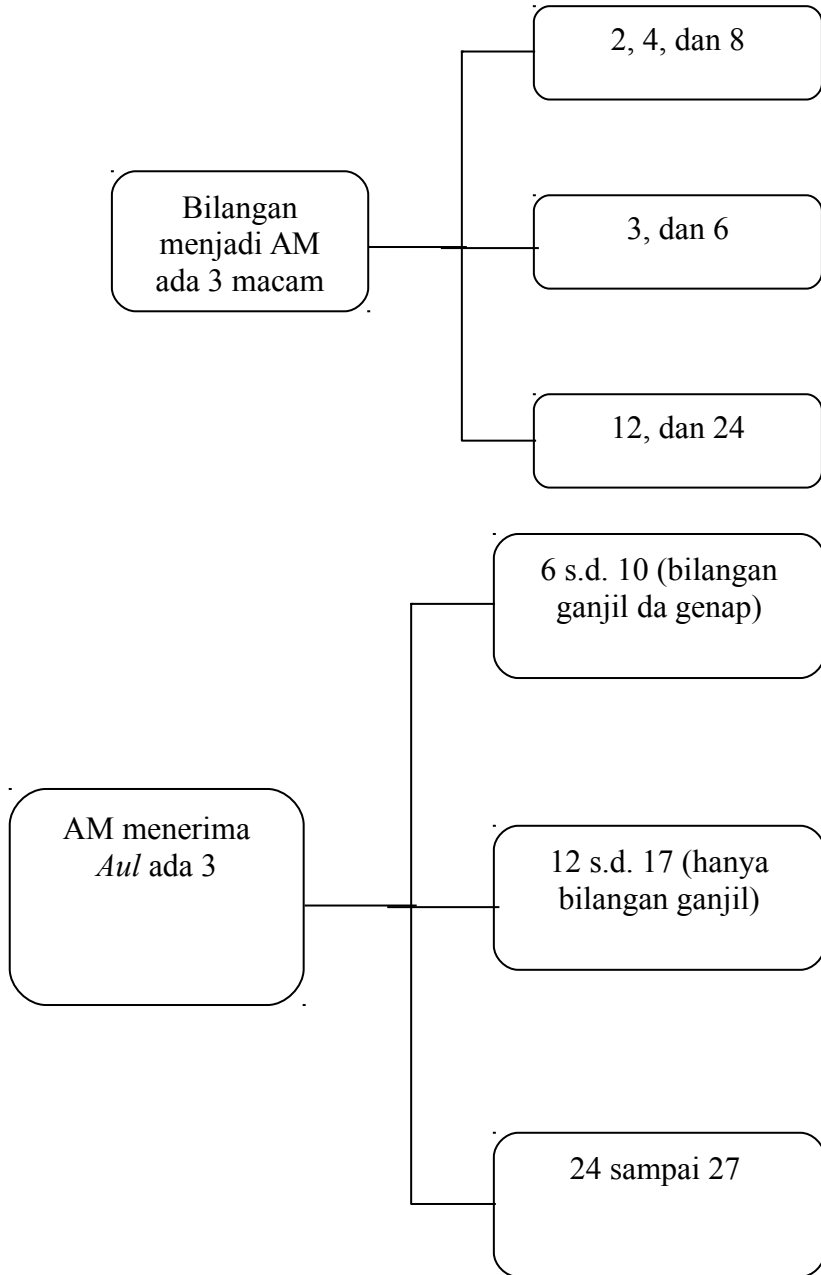 2, 4, dan 8
Bilangan
menjadi AM
ada 3 macam
3, dan 6
12, dan 24
6 s.d. 10 (bilangan
ganjil da genap)
AM menerima
Aul ada 3
12 s.d. 17 (hanya
bilangan ganjil)
24 sampai 27